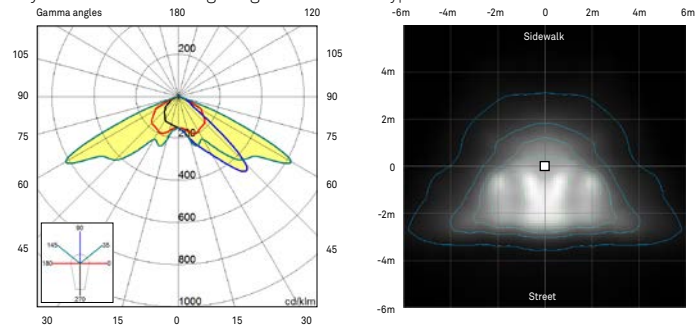 Gamma angles 180 120
105 105
90 90
75 75
60 60
45 45
30 15 0 15 30
200
200
400
600
800
1000 cd/klm
90
145 35
180 0
270
-6m -4m -2m 0 2m 4m 6m
Sidewalk
4m
2m
0
-2m
-4m
-6m
Street